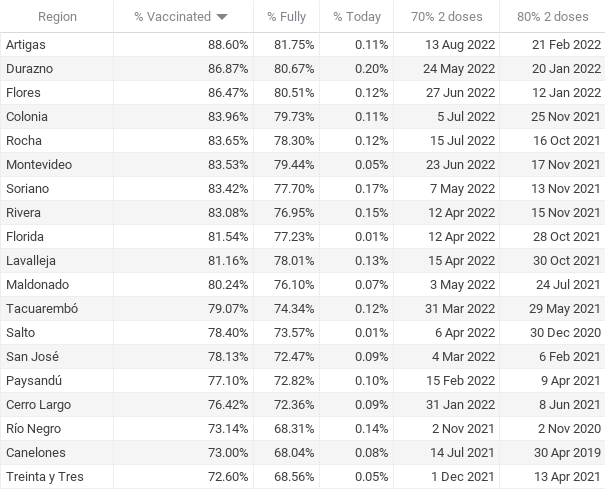 Region % Vaccinated % Fully % Today 70% 2 doses 80% 2 doses
Artigas 88.60% 81.75% 0.11% 13 Aug 2022 21 Feb 2022
Durazno 86.87% 80.67% 0.20% 24 May 2022 20 Jan 2022
Flores 86.47% 80.51% 0.12% 27 Jun 2022 12 Jan 2022
Colonia 83.96% 79.73% 0.11% 5 Jul 2022 25 Nov 2021
Rocha 83.65% 78.30% 0.12% 15 Jul 2022 16 Oct 2021
Montevideo 83.53% 79.44% 0.05% 23 Jun 2022 17 Nov 2021
Soriano 83.42% 77.70% 0.17% 7 May 2022 13 Nov 2021
Rivera 83.08% 76.95% 0.15% 12 Apr 2022 15 Nov 2021
Florida 81.54% 77.23% 0.01% 12 Apr 2022 28 Oct 2021
Lavalleja 81.16% 78.01% 0.13% 15 Apr 2022 30 Oct 2021
Maldonado 80.24% 76.10% 0.07% 3 May 2022 24 Jul 2021
Tacuarembó 79.07% 74.34% 0.12% 31 Mar 2022 29 May 2021
Salto 78.40% 73.57% 0.01% 6 Apr 2022 30 Dec 2020
San José 78.13% 72.47% 0.09% 4 Mar 2022 6 Feb 2021
Paysandú 77.10% 72.82% 0.10% 15 Feb 2022 9 Apr 2021
Cerro Largo 76.42% 72.36% 0.09% 31 Jan 2022 8 Jun 2021
Río Negro 73.14% 68.31% 0.14% 2 Nov 2021 2 Nov 2020
Canelones 73.00% 68.04% 0.08% 14 Jul 2021 30 Apr 2019
Treinta y Tres 72.60% 68.56% 0.05% 1 Dec 2021 13 Apr 2021